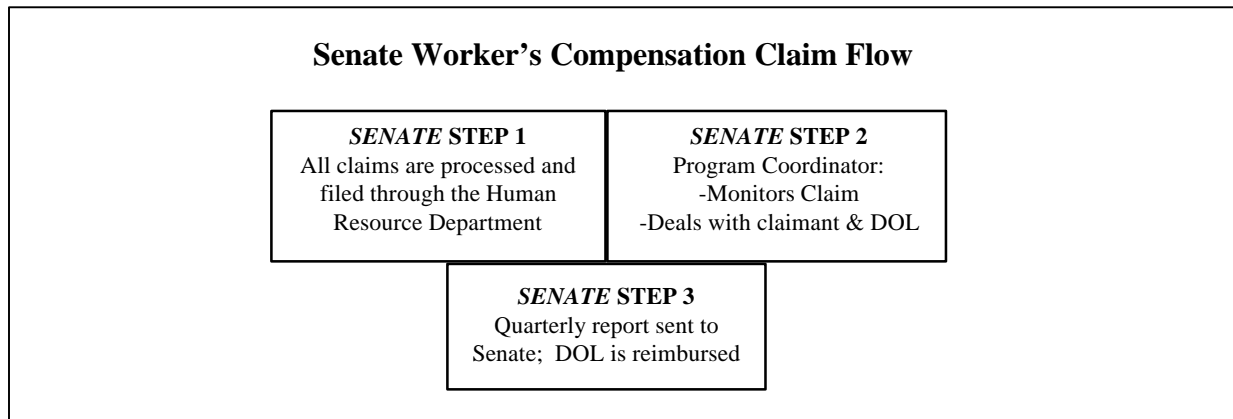 Senate Worker’s Compensation Claim Flow
SENATE STEP 1
All claims are processed and
filed through the Human
Resource Department
SENATE STEP 2
Program Coordinator:
-Monitors Claim
-Deals with claimant & DOL
SENATE STEP 3
Quarterly report sent to
Senate;  DOL is reimbursed